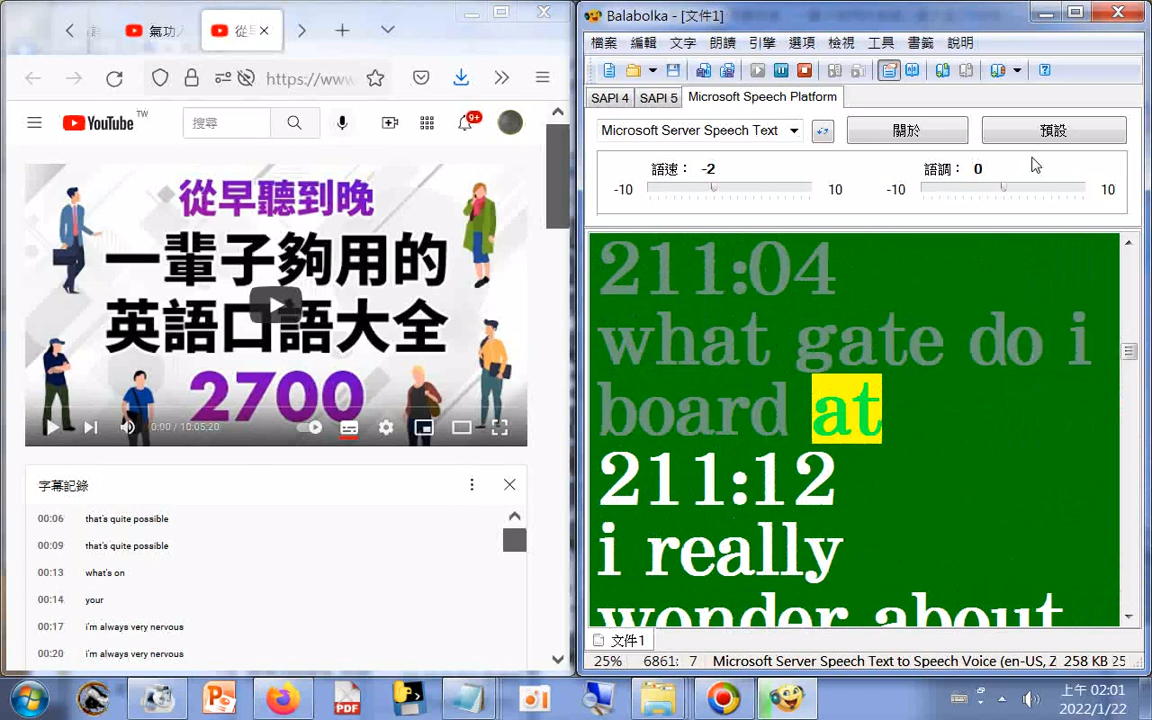 氣功
從
https://www
YouTube TW
搜尋
9+
從早聽到晚
一輩子夠用的
英語口語大全
2700
0:00 / 10:05:20
字幕記錄
00:06 that's quite possible
00:09 that's quite possible
00:13 what's on
00:14 your
00:17 i'm always very nervous
00:20 i'm always very nervous
Balabolka - [文件1]
檔案 編輯 文字 朗讀 引擎 選項 檢視 工具 書籤 說明
SAPI 4 SAPI 5 Microsoft Speech Platform
Microsoft Server Speech Text 關於 預設
語速： -2 語調： 0
-10 10 -10 10
211:04
what gate do i
board at
211:12
i really
wonder about
文件1
25% 6861: 7 Microsoft Server Speech Text to Speech Voice (en-US, Z 258 KB
PDF
上午 02:01
2022/1/22